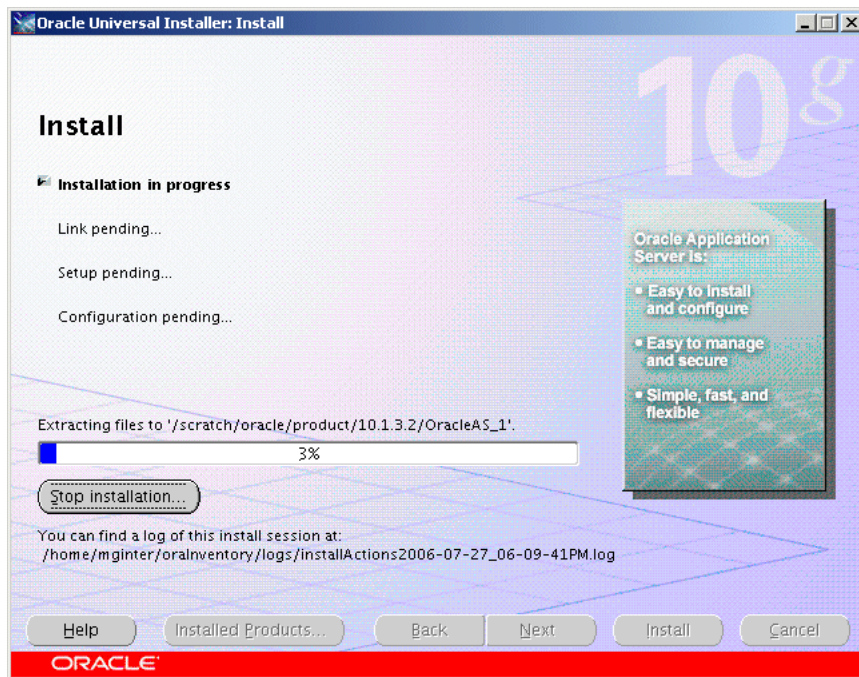 Oracle Universal Installer: Install
10g
Install
Installation in progress
Link pending...
Setup pending...
Configuration pending...
Oracle Application
Server is:
• Easy to install
and configure
• Easy to manage
and secure
• Simple, fast, and
flexible
Extracting files to '/scratch/oracle/product/10.1.3.2/OracleAS_1'.
3%
Stop installation...
You can find a log of this install session at:
/home/mginter/oraInventory/logs/installActions2006-07-27_06-09-41PM.log
Help
Installed Products...
Back
Next
Install
Cancel
ORACLE